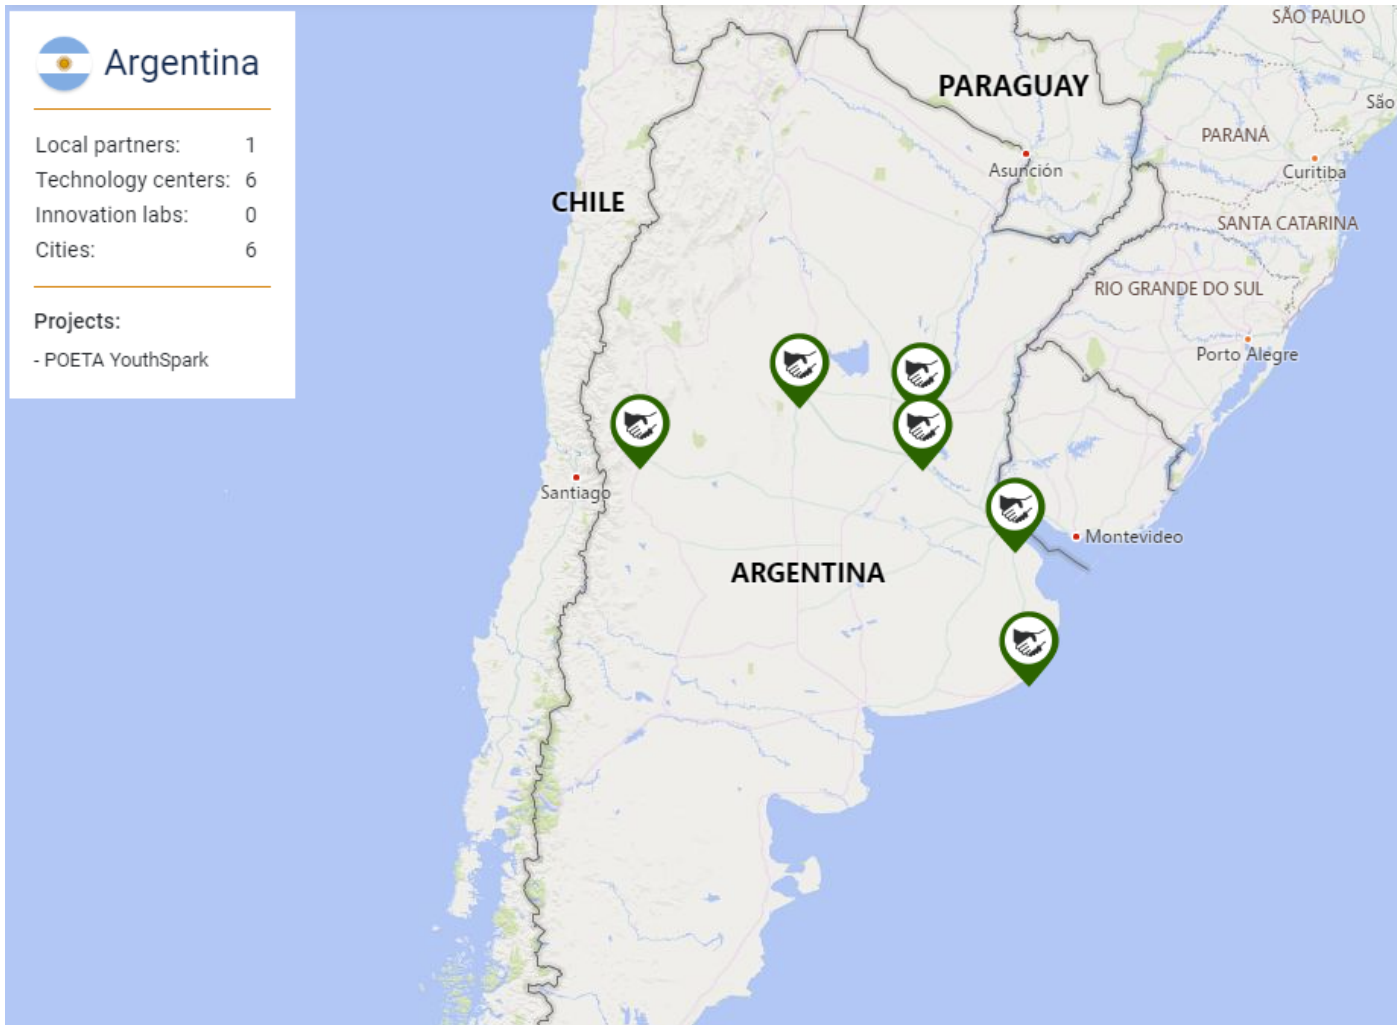 Argentina
Local partners: 1
Technology centers: 6
Innovation labs: 0
Cities: 6
Projects:
- POETA YouthSpark
SÃO PAULO
PARAGUAY
São
PARANÁ
Asunción
Curitiba
CHILE
SANTA CATARINA
RIO GRANDE DO SUL
Porto Alegre
Santiago
Montevideo
ARGENTINA